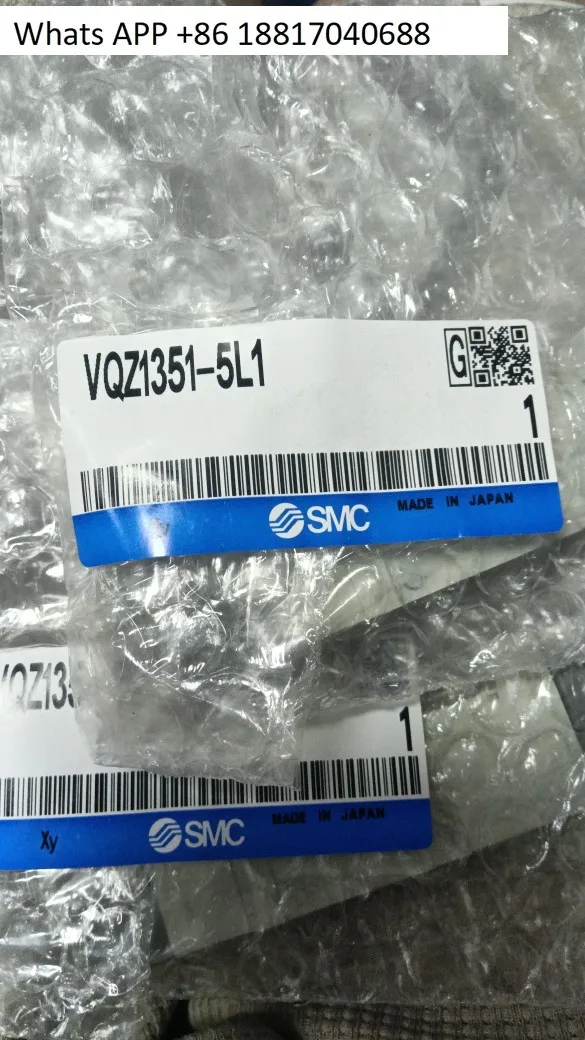 Whats APP +86 18817040688
VQZ1351-5L1
G
1
SMC
MADE IN JAPAN
1
Xy
SMC
MADE IN JAPAN